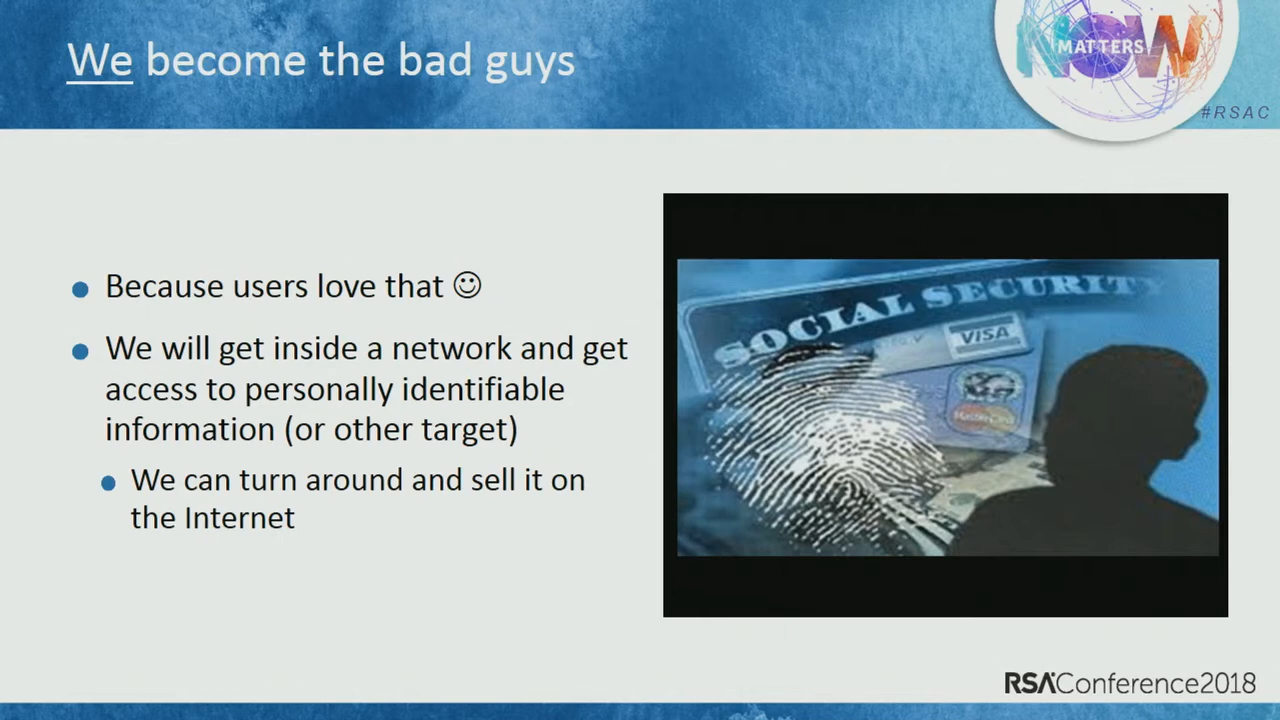 We become the bad guys
NOW
MATTERS
#RSAC
Because users love that ☺
We will get inside a network and get
access to personally identifiable
information (or other target)
We can turn around and sell it on
the Internet
SOCIAL SECURITY
VISA
MasterCard
RSAConference2018